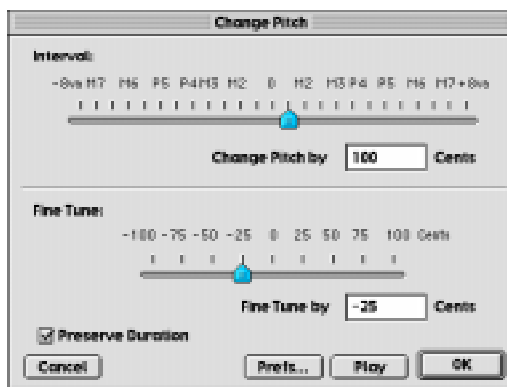 Change Pitch
Interval:
-8va M7 M6 P5 P4 M3 M2 0 M2 M3 P4 P5 M6 M7 +8va
Change Pitch by 100 Cents
Fine Tune:
-100 -75 -50 -25 0 25 50 75 100 Cents
Fine Tune by -25 Cents
Preserve Duration
Cancel Prefs... Play OK